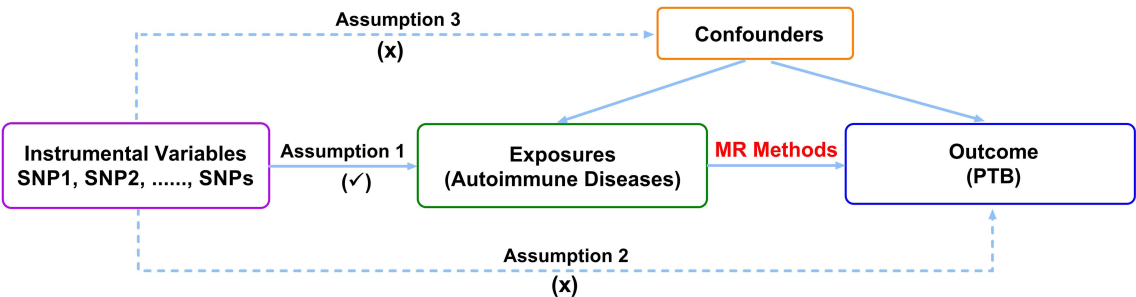 Assumption 3
(x)
Confounders
Instrumental Variables
SNP1, SNP2, ......, SNPs
Assumption 1
(✓)
Exposures
(Autoimmune Diseases)
MR Methods
Outcome
(PTB)
Assumption 2
(x)